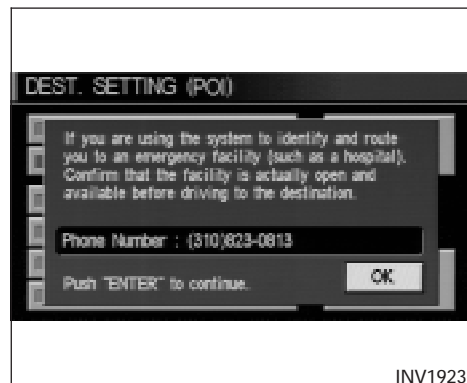 DEST. SETTING (POI)
If you are using the system to identify and route
you to an emergency facility (such as a hospital).
Confirm that the facility is actually open and
available before driving to the destination.
Phone Number : (310)823-0813
Push "ENTER" to continue.
OK
INV1923